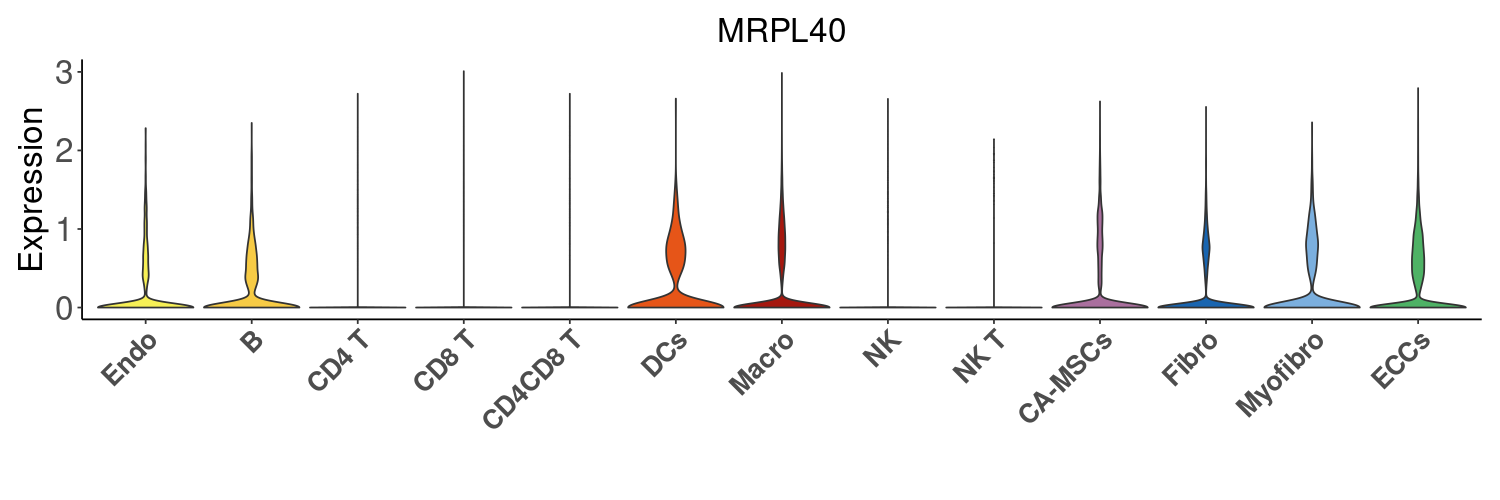 MRPL40
Expression
3
2
1
0
Endo
B
CD4 T
CD8 T
CD4CD8 T
DCs
Macro
NK
NK T
CA-MSCs
Fibro
Myofibro
ECCs